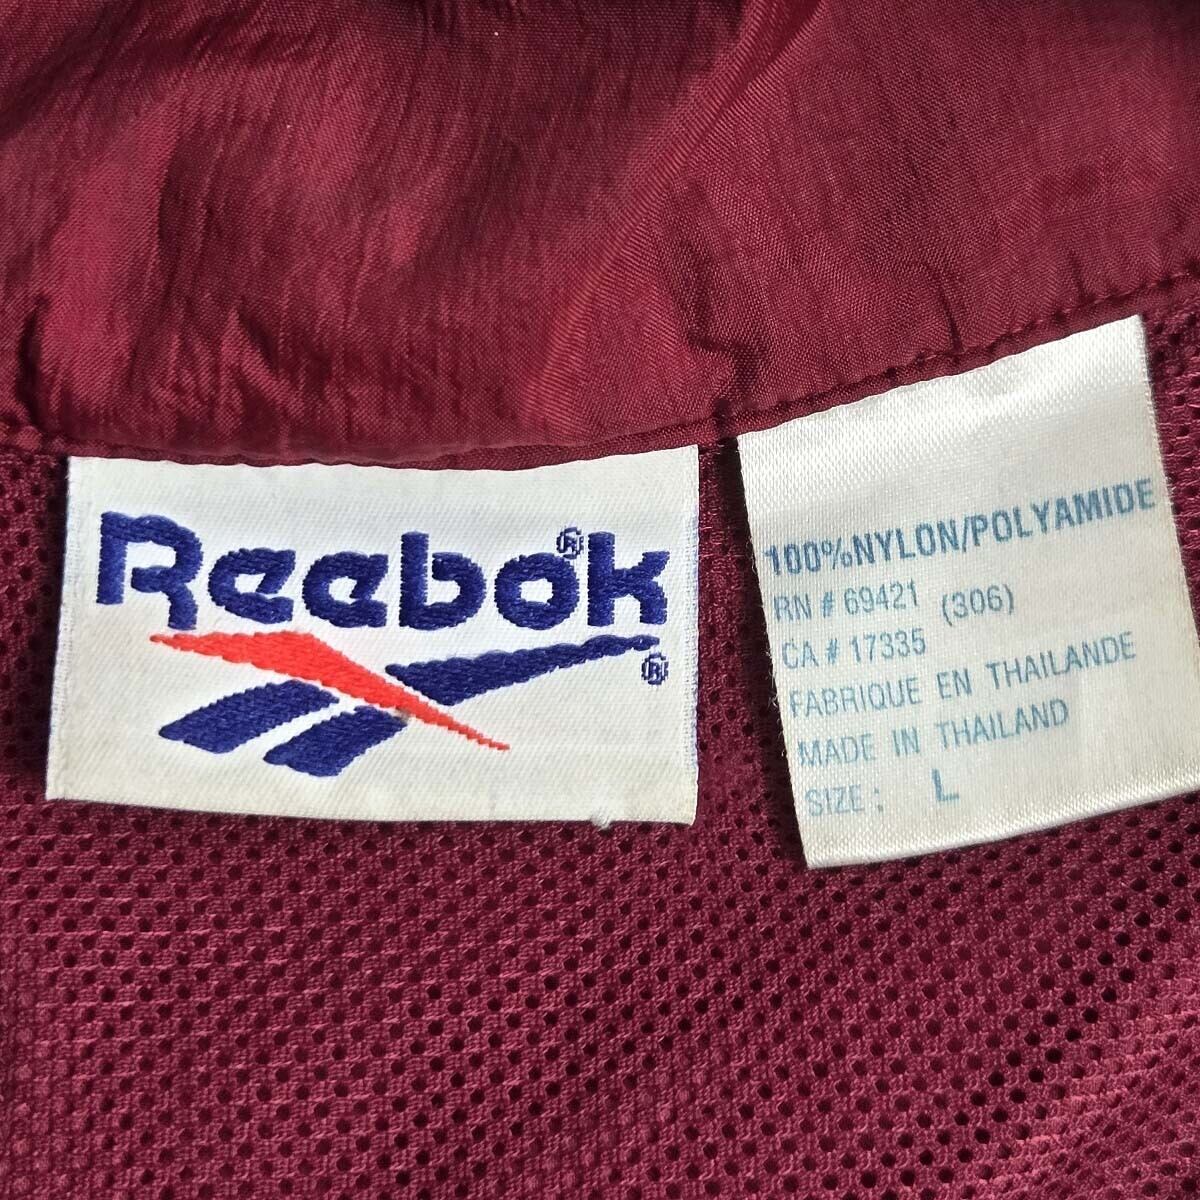 Reebok®
®
100%NYLON/POLYAMIDE
RN # 69421 (306)
CA # 17335
FABRIQUE EN THAILANDE
MADE IN THAILAND
SIZE : L